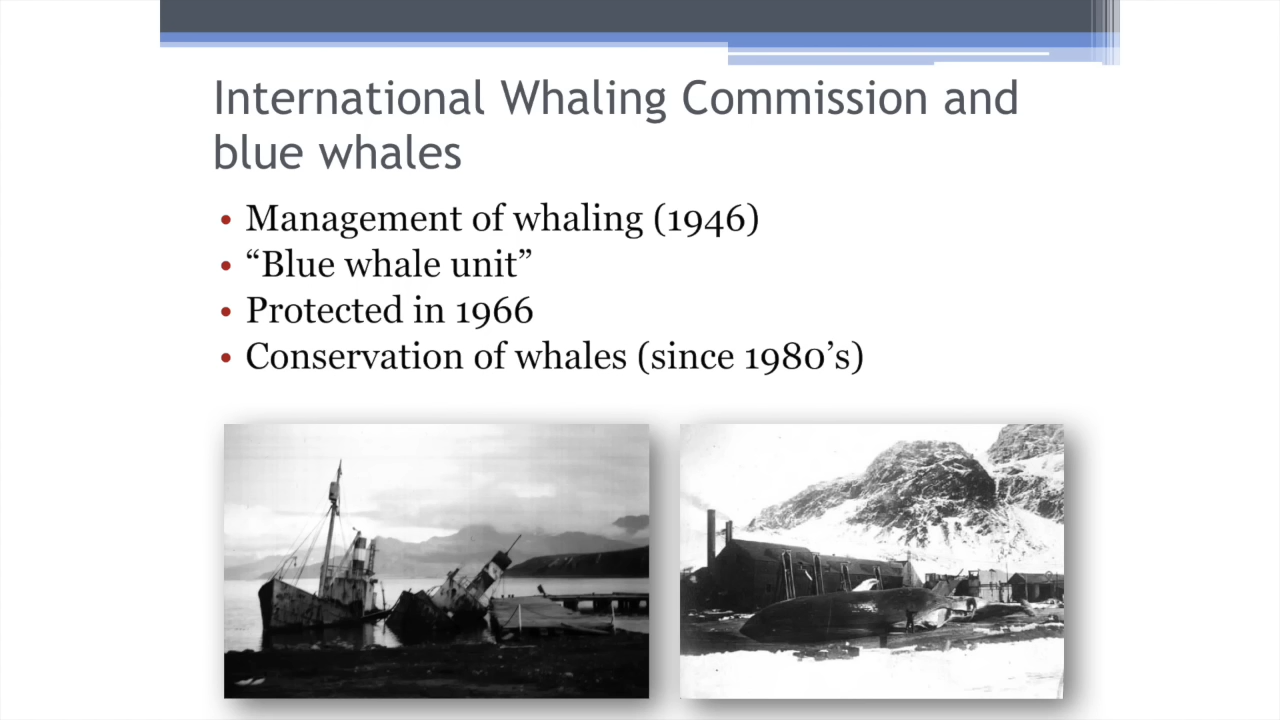 International Whaling Commission and
blue whales
• Management of whaling (1946)
• “Blue whale unit”
• Protected in 1966
• Conservation of whales (since 1980’s)